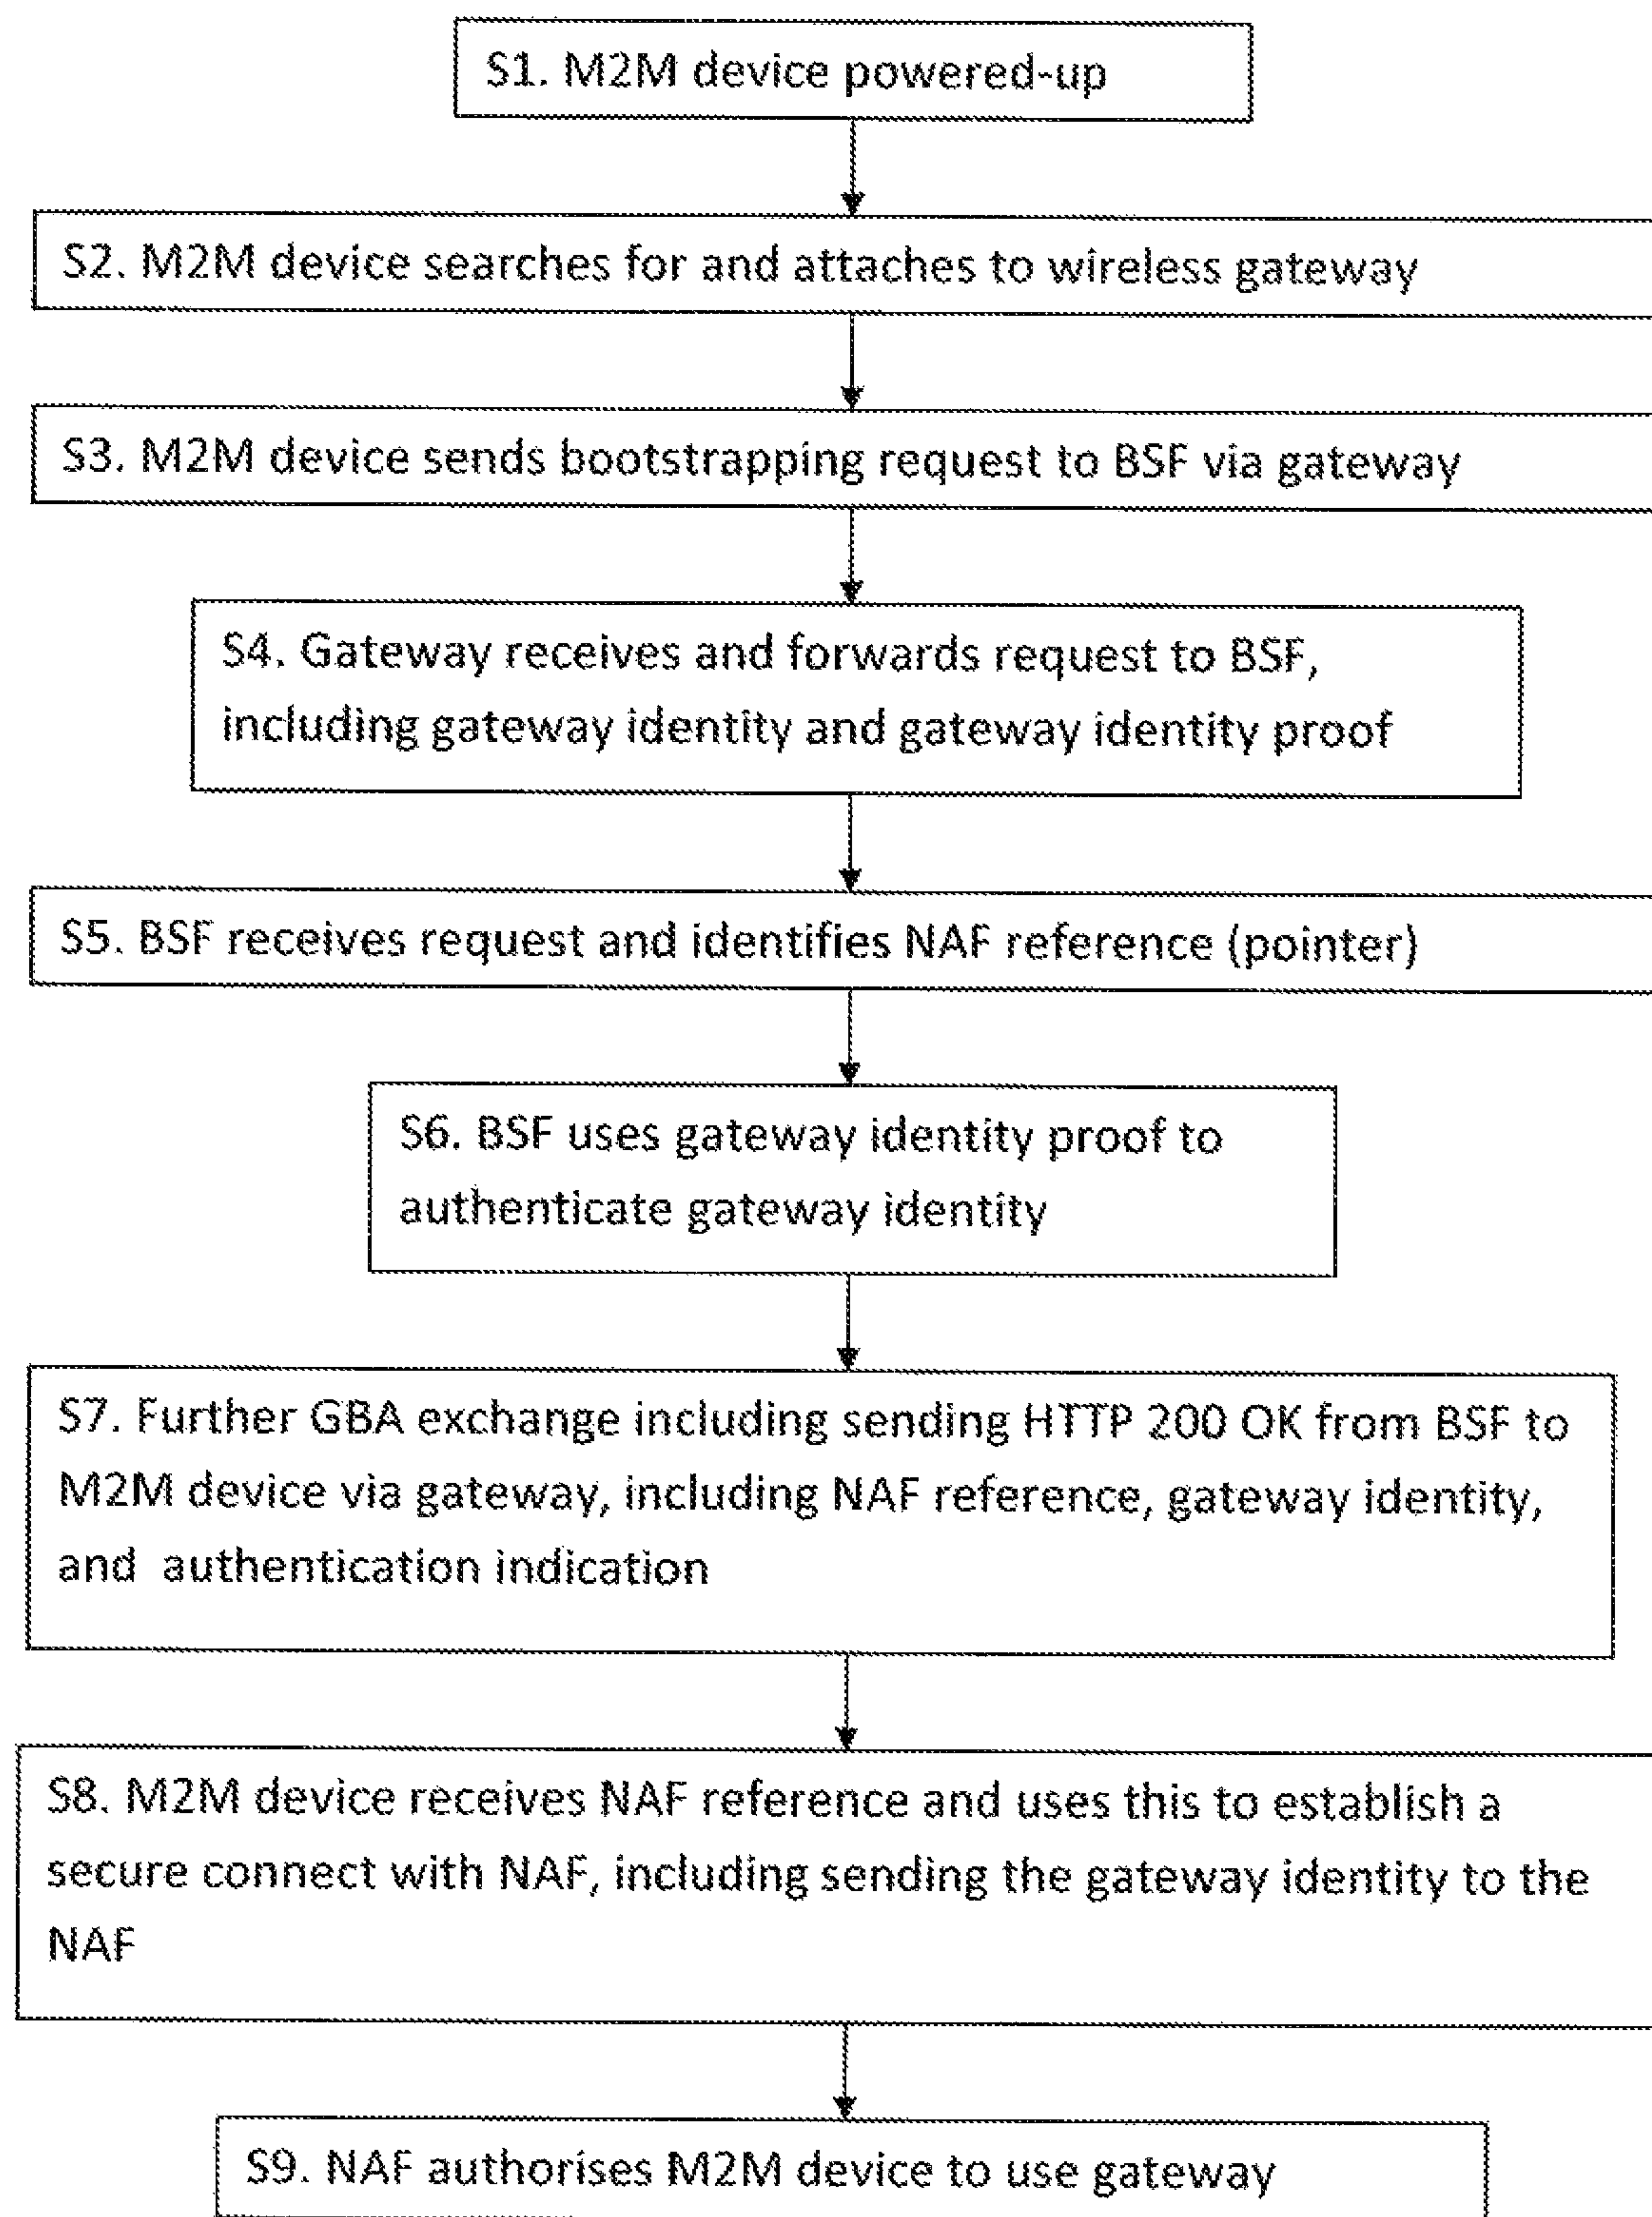 S1. M2M device powered-up
S2. M2M device searches for and attaches to wireless gateway
S3. M2M device sends bootstrapping request to BSF via gateway
S4. Gateway receives and forwards request to BSF,
including gateway identity and gateway identity proof
S5. BSF receives request and identifies NAF reference (pointer)
S6. BSF uses gateway identity proof to
authenticate gateway identity
S7. Further GBA exchange including sending HTTP 200 OK from BSF to
M2M device via gateway, including NAF reference, gateway identity,
and authentication indication
S8. M2M device receives NAF reference and uses this to establish a
secure connect with NAF, including sending the gateway identity to the
NAF
S9. NAF authorises M2M device to use gateway